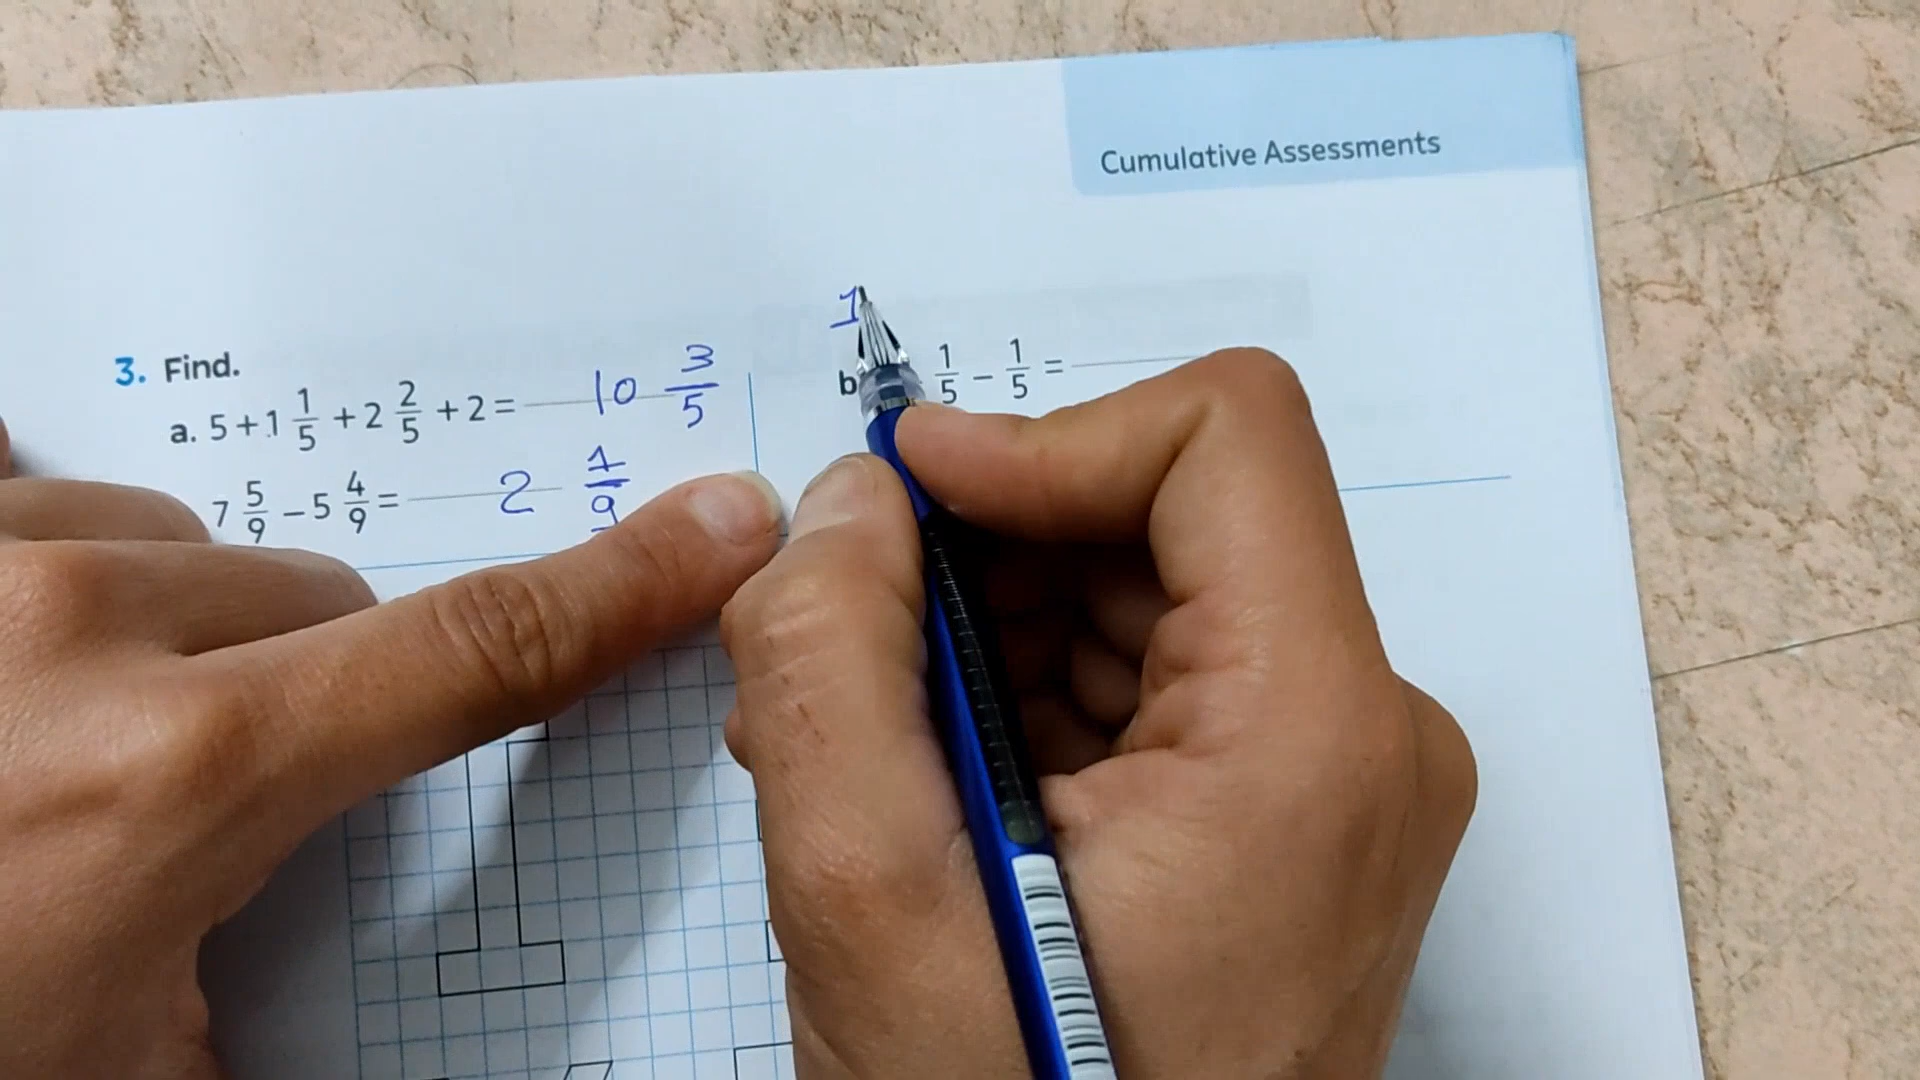 Cumulative Assessments
3. Find.
a. 5 + 1 1/5 + 2 2/5 + 2 = 10 3/5
7 5/9 – 5 4/9 = 2 1/9
1
b 1/5 – 1/5 =